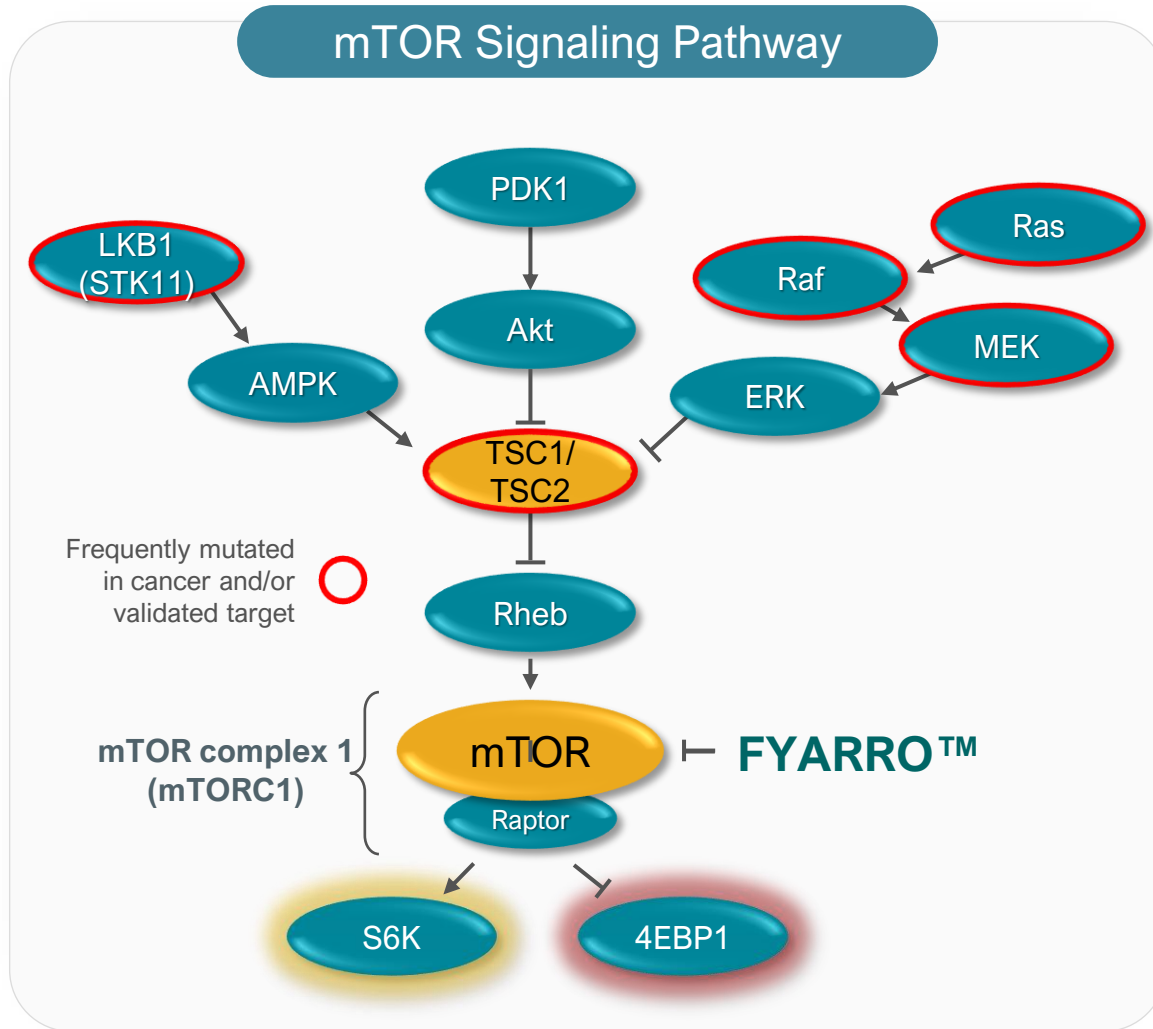 mTOR Signaling Pathway
PDK1
LKB1
(STK11)
Ras
Raf
Akt
MEK
AMPK
ERK
TSC1/
TSC2
Frequently mutated
in cancer and/or
validated target
Rheb
mTOR complex 1
(mTORC1)
mTOR
FYARRO™
Raptor
S6K
4EBP1